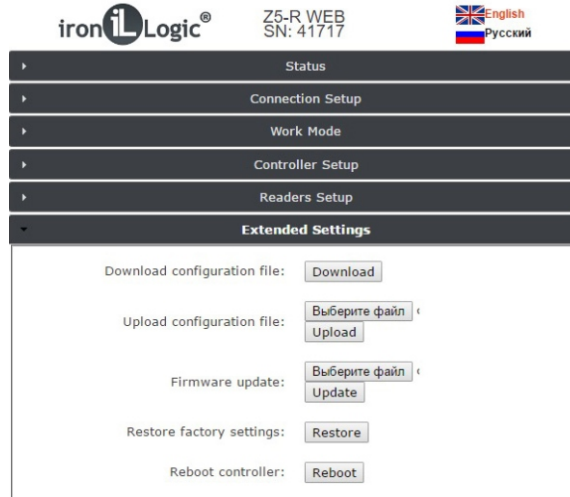 iron iL Logic®
Z5-R WEB
SN: 41717
English
Русский
Status
Connection Setup
Work Mode
Controller Setup
Readers Setup
Extended Settings
Download configuration file: Download
Upload configuration file: Выберите файл
Upload
Firmware update: Выберите файл
Update
Restore factory settings: Restore
Reboot controller: Reboot